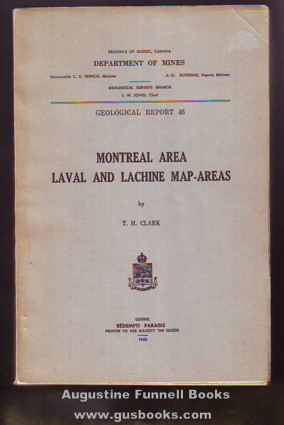 PROVINCE OF QUEBEC, CANADA
DEPARTMENT OF MINES
Honourable C. D. FRENCH, Minister A.-O. DUFRESNE, Deputy Minister
GEOLOGICAL SURVEYS BRANCH
I. W. JONES, Chief
GEOLOGICAL REPORT 46
MONTREAL AREA
LAVAL AND LACHINE MAP-AREAS
by
T. H. CLARK
QUEBEC
RÉDEMPTI PARADIS
PRINTER TO HER MAJESTY THE QUEEN
1952
Augustine Funnell Books
www.gusbooks.com